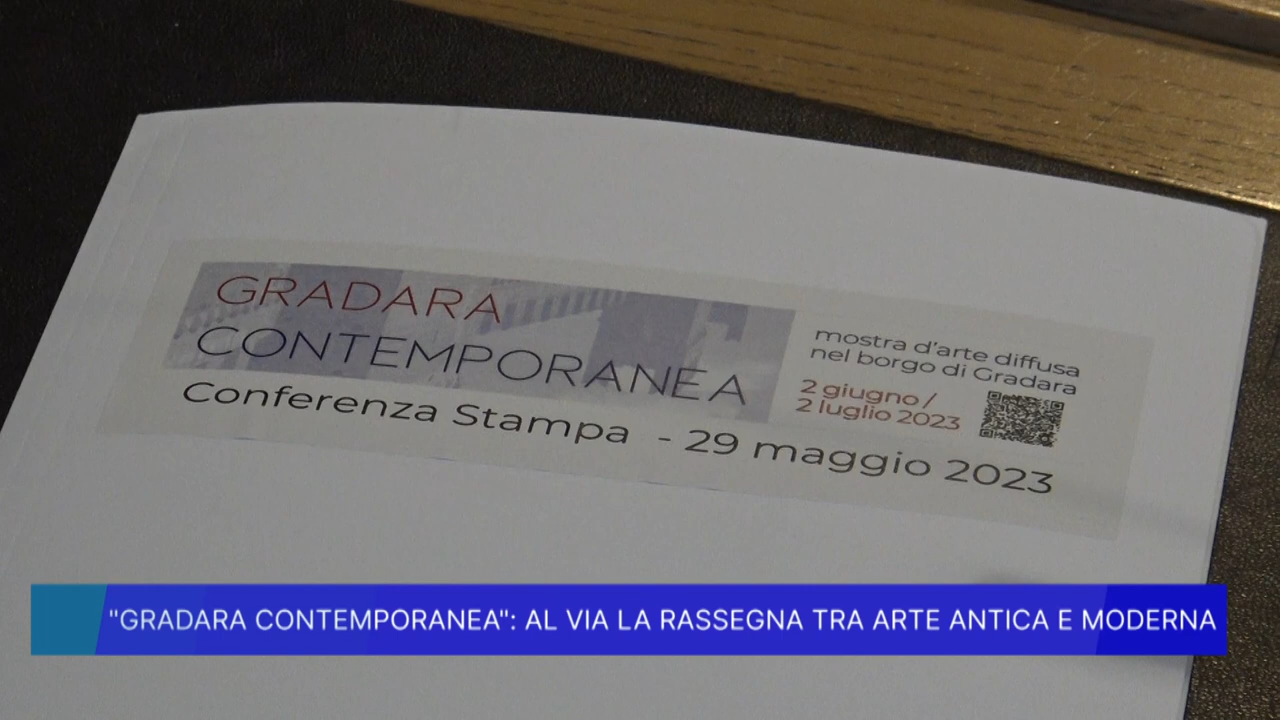 GRADARA
CONTEMPORANEA
mostra d'arte diffusa
nel borgo di Gradara
2 giugno /
2 luglio 2023
Conferenza Stampa - 29 maggio 2023
"GRADARA CONTEMPORANEA": AL VIA LA RASSEGNA TRA ARTE ANTICA E MODERNA